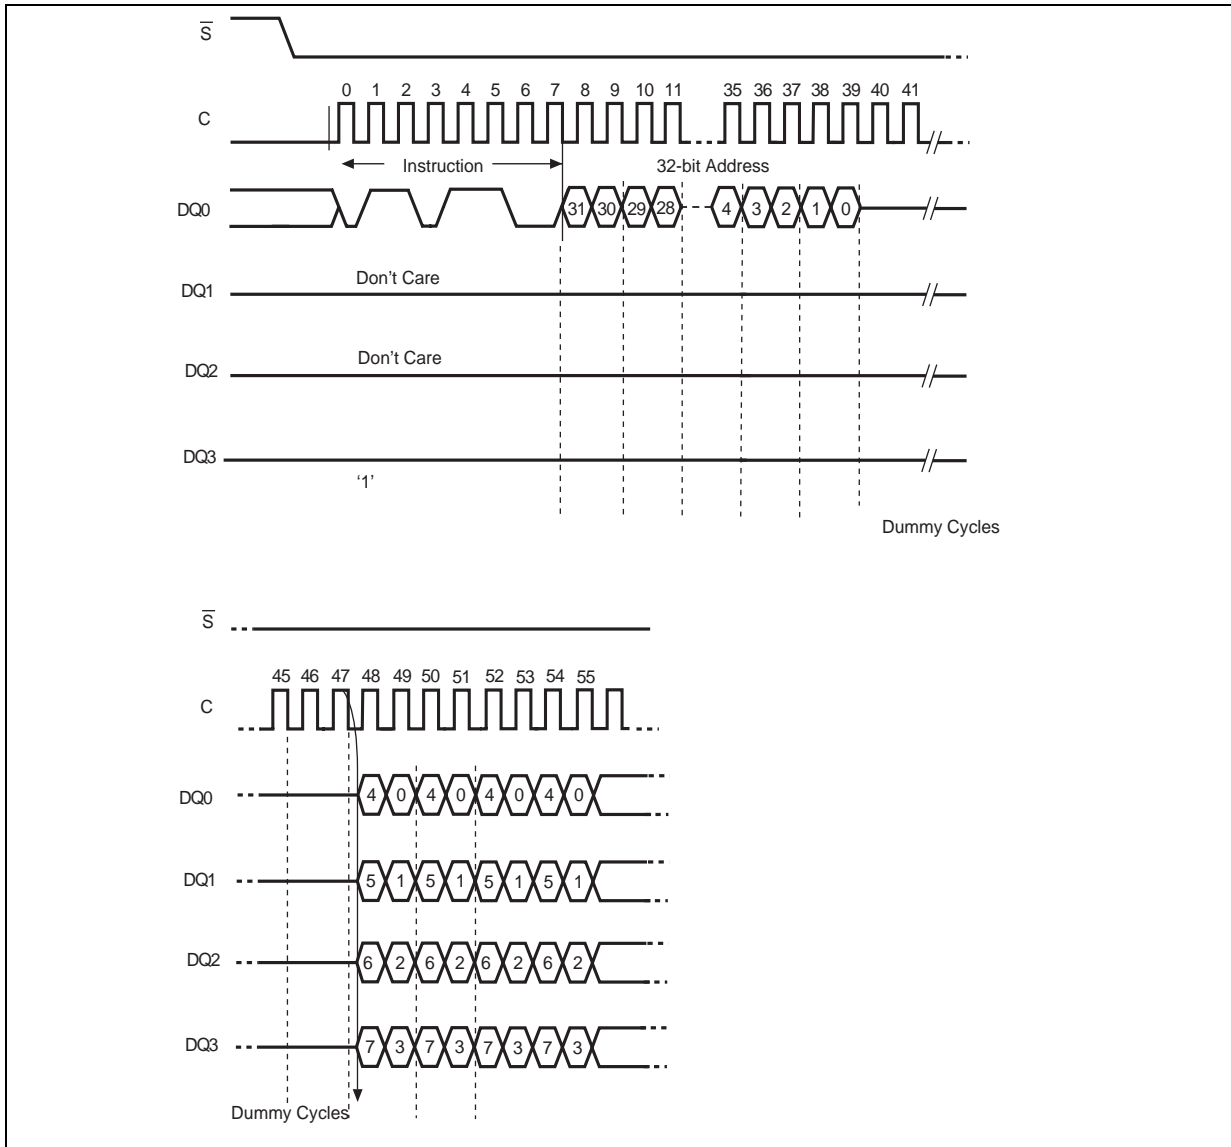 S
0 1 2 3 4 5 6 7 8 9 10 11 35 36 37 38 39 40 41
C
Instruction 32-bit Address
DQ0 31 30 29 28 4 3 2 1 0
Don't Care
DQ1
Don't Care
DQ2
DQ3
‘1’
Dummy Cycles
S
45 46 47 48 49 50 51 52 53 54 55
C
DQ0 4 0 4 0 4 0 4 0
DQ1 5 1 5 1 5 1 5 1
DQ2 6 2 6 2 6 2 6 2
DQ3 7 3 7 3 7 3 7 3
Dummy Cycles